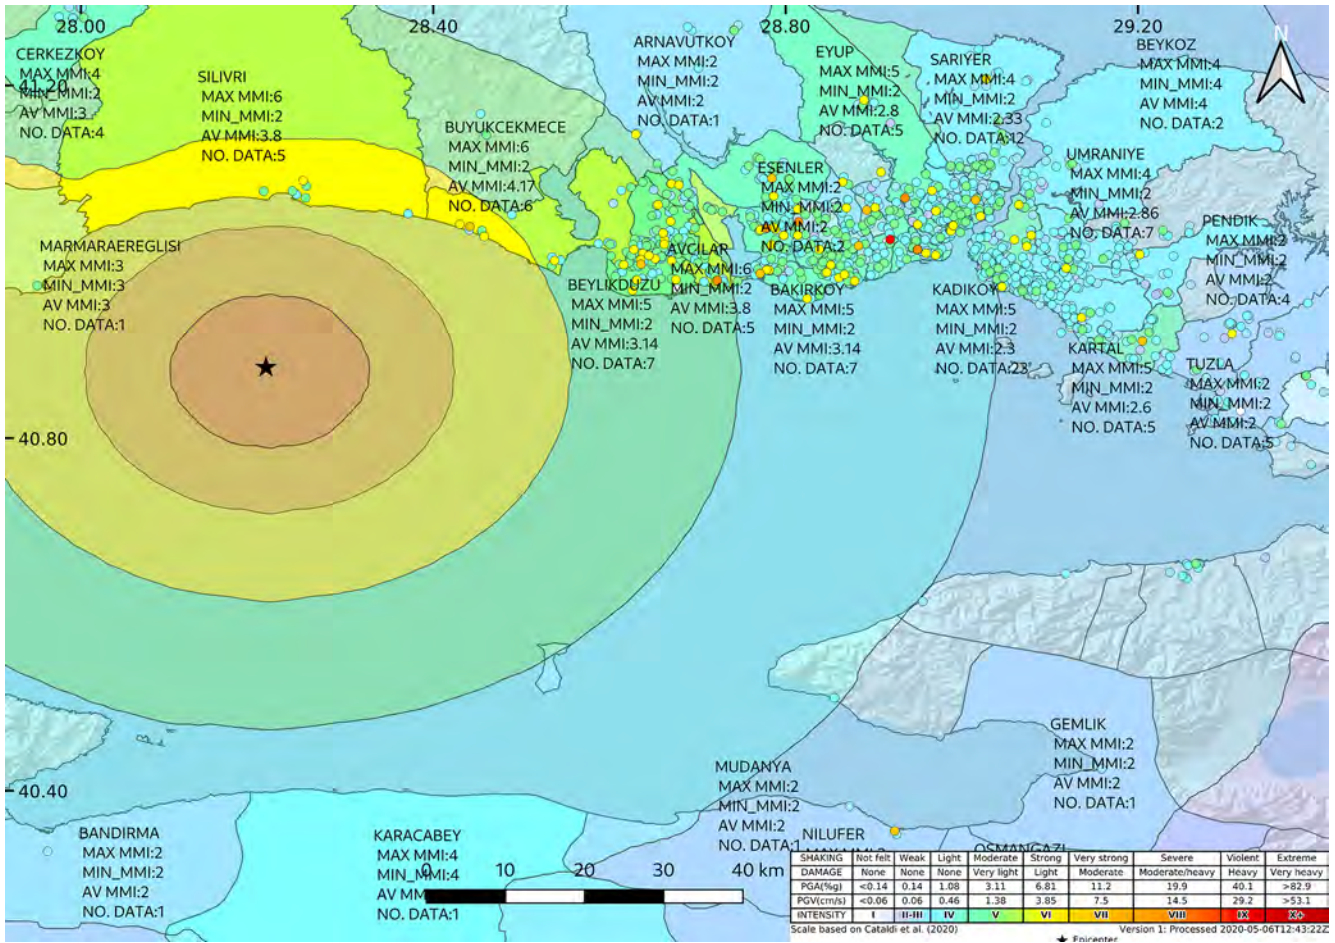 28.00
28.40
28.80
29.20
41.20
40.80
40.40
N
CERKEZKOY
MAX MMI:4
MIN_MMI:2
AV MMI:3
NO. DATA:4
SILIVRI
MAX MMI:6
MIN_MMI:2
AV MMI:3.8
NO. DATA:5
BUYUKCEKMECE
MAX MMI:6
MIN_MMI:2
AV MMI:4.17
NO. DATA:6
ARNAVUTKOY
MAX MMI:2
MIN_MMI:2
AV MMI:2
NO. DATA:1
EYUP
MAX MMI:5
MIN_MMI:2
AV MMI:2.8
NO. DATA:5
SARIYER
MAX MMI:4
MIN_MMI:2
AV MMI:2.33
NO. DATA:12
BEYKOZ
MAX MMI:4
MIN_MMI:4
AV MMI:4
NO. DATA:2
ESENLER
MAX MMI:2
MIN_MMI:2
AV MMI:2
NO. DATA:2
UMRANIYE
MAX MMI:4
MIN_MMI:2
AV MMI:2.86
NO. DATA:7
PENDIK
MAX MMI:2
MIN_MMI:2
AV MMI:2
NO. DATA:4
MARMARAEREGLISI
MAX MMI:3
MIN_MMI:3
AV MMI:3
NO. DATA:1
BEYLIKDUZU
MAX MMI:5
MIN_MMI:2
AV MMI:3.14
NO. DATA:7
AVCILAR
MAX MMI:6
MIN_MMI:2
AV MMI:3.8
NO. DATA:5
BAKIRKOY
MAX MMI:5
MIN_MMI:2
AV MMI:3.14
NO. DATA:7
KADIKOY
MAX MMI:5
MIN_MMI:2
AV MMI:2.3
NO. DATA:23
KARTAL
MAX MMI:5
MIN_MMI:2
AV MMI:2.6
NO. DATA:5
TUZLA
MAX MMI:2
MIN_MMI:2
AV MMI:2
NO. DATA:5
GEMLIK
MAX MMI:2
MIN_MMI:2
AV MMI:2
NO. DATA:1
MUDANYA
MAX MMI:2
MIN_MMI:2
AV MMI:2
NO. DATA:1
NILUFER
OSMANGAZI
BANDIRMA
MAX MMI:2
MIN_MMI:2
AV MMI:2
NO. DATA:1
KARACABEY
MAX MMI:4
MIN_MMI:4
AV
NO. DATA:1
0 10 20 30 40 km
SHAKING Not felt Weak Light Moderate Strong Very strong Severe Violent Extreme
DAMAGE None None None Very light Light Moderate Moderate/heavy Heavy Very heavy
PGA(%g) <0.14 0.14 1.08 3.11 6.81 11.2 19.9 40.1 >82.9
PGV(cm/s) <0.06 0.06 0.46 1.38 3.85 7.5 14.5 29.2 >53.1
INTENSITY I II-III IV V VI VII VIII IX X+
Scale based on Cataldi et al. (2020) Version 1: Processed 2020-05-06T12:43:22Z
Epicenter